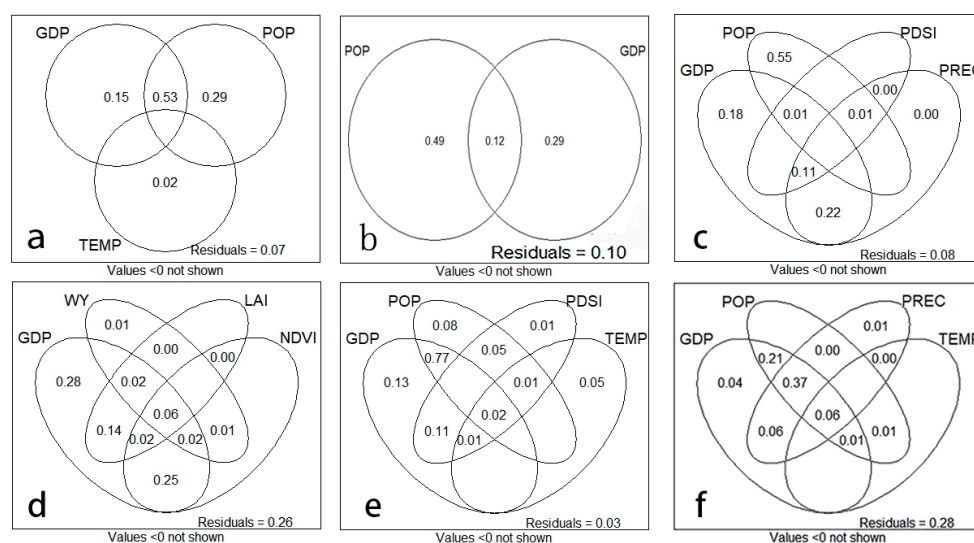 GDP
POP
0.15
0.53
0.29
0.02
TEMP
a
Residuals = 0.07
Values <0 not shown
POP
GDP
0.49
0.12
0.29
b
Residuals = 0.10
Values <0 not shown
POP
PDSI
GDP
PREC
0.55
0.00
0.18
0.01
0.01
0.00
0.11
0.22
c
Residuals = 0.08
Values <0 not shown
WY
LAI
GDP
NDVI
0.01
0.00
0.00
0.28
0.02
0.06
0.14
0.02
0.02
0.01
0.25
d
Residuals = 0.26
Values <0 not shown
POP
PDSI
GDP
TEMP
0.08
0.01
0.77
0.05
0.13
0.01
0.05
0.02
0.11
0.01
e
Residuals = 0.03
Values <0 not shown
POP
PREC
GDP
TEMP
0.01
0.21
0.00
0.00
0.04
0.37
0.06
0.06
0.01
0.01
f
Residuals = 0.28
Values <0 not shown